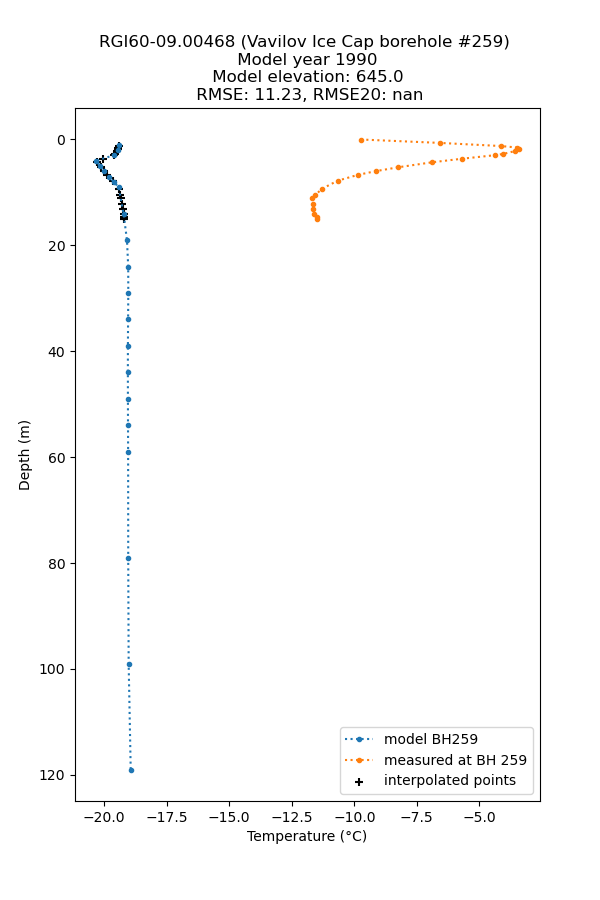 RGI60-09.00468 (Vavilov Ice Cap borehole #259)
Model year 1990
Model elevation: 645.0
RMSE: 11.23, RMSE20: nan
0
20
40
60
80
100
120
Depth (m)
model BH259
measured at BH 259
interpolated points
−20.0 −17.5 −15.0 −12.5 −10.0 −7.5 −5.0
Temperature (°C)